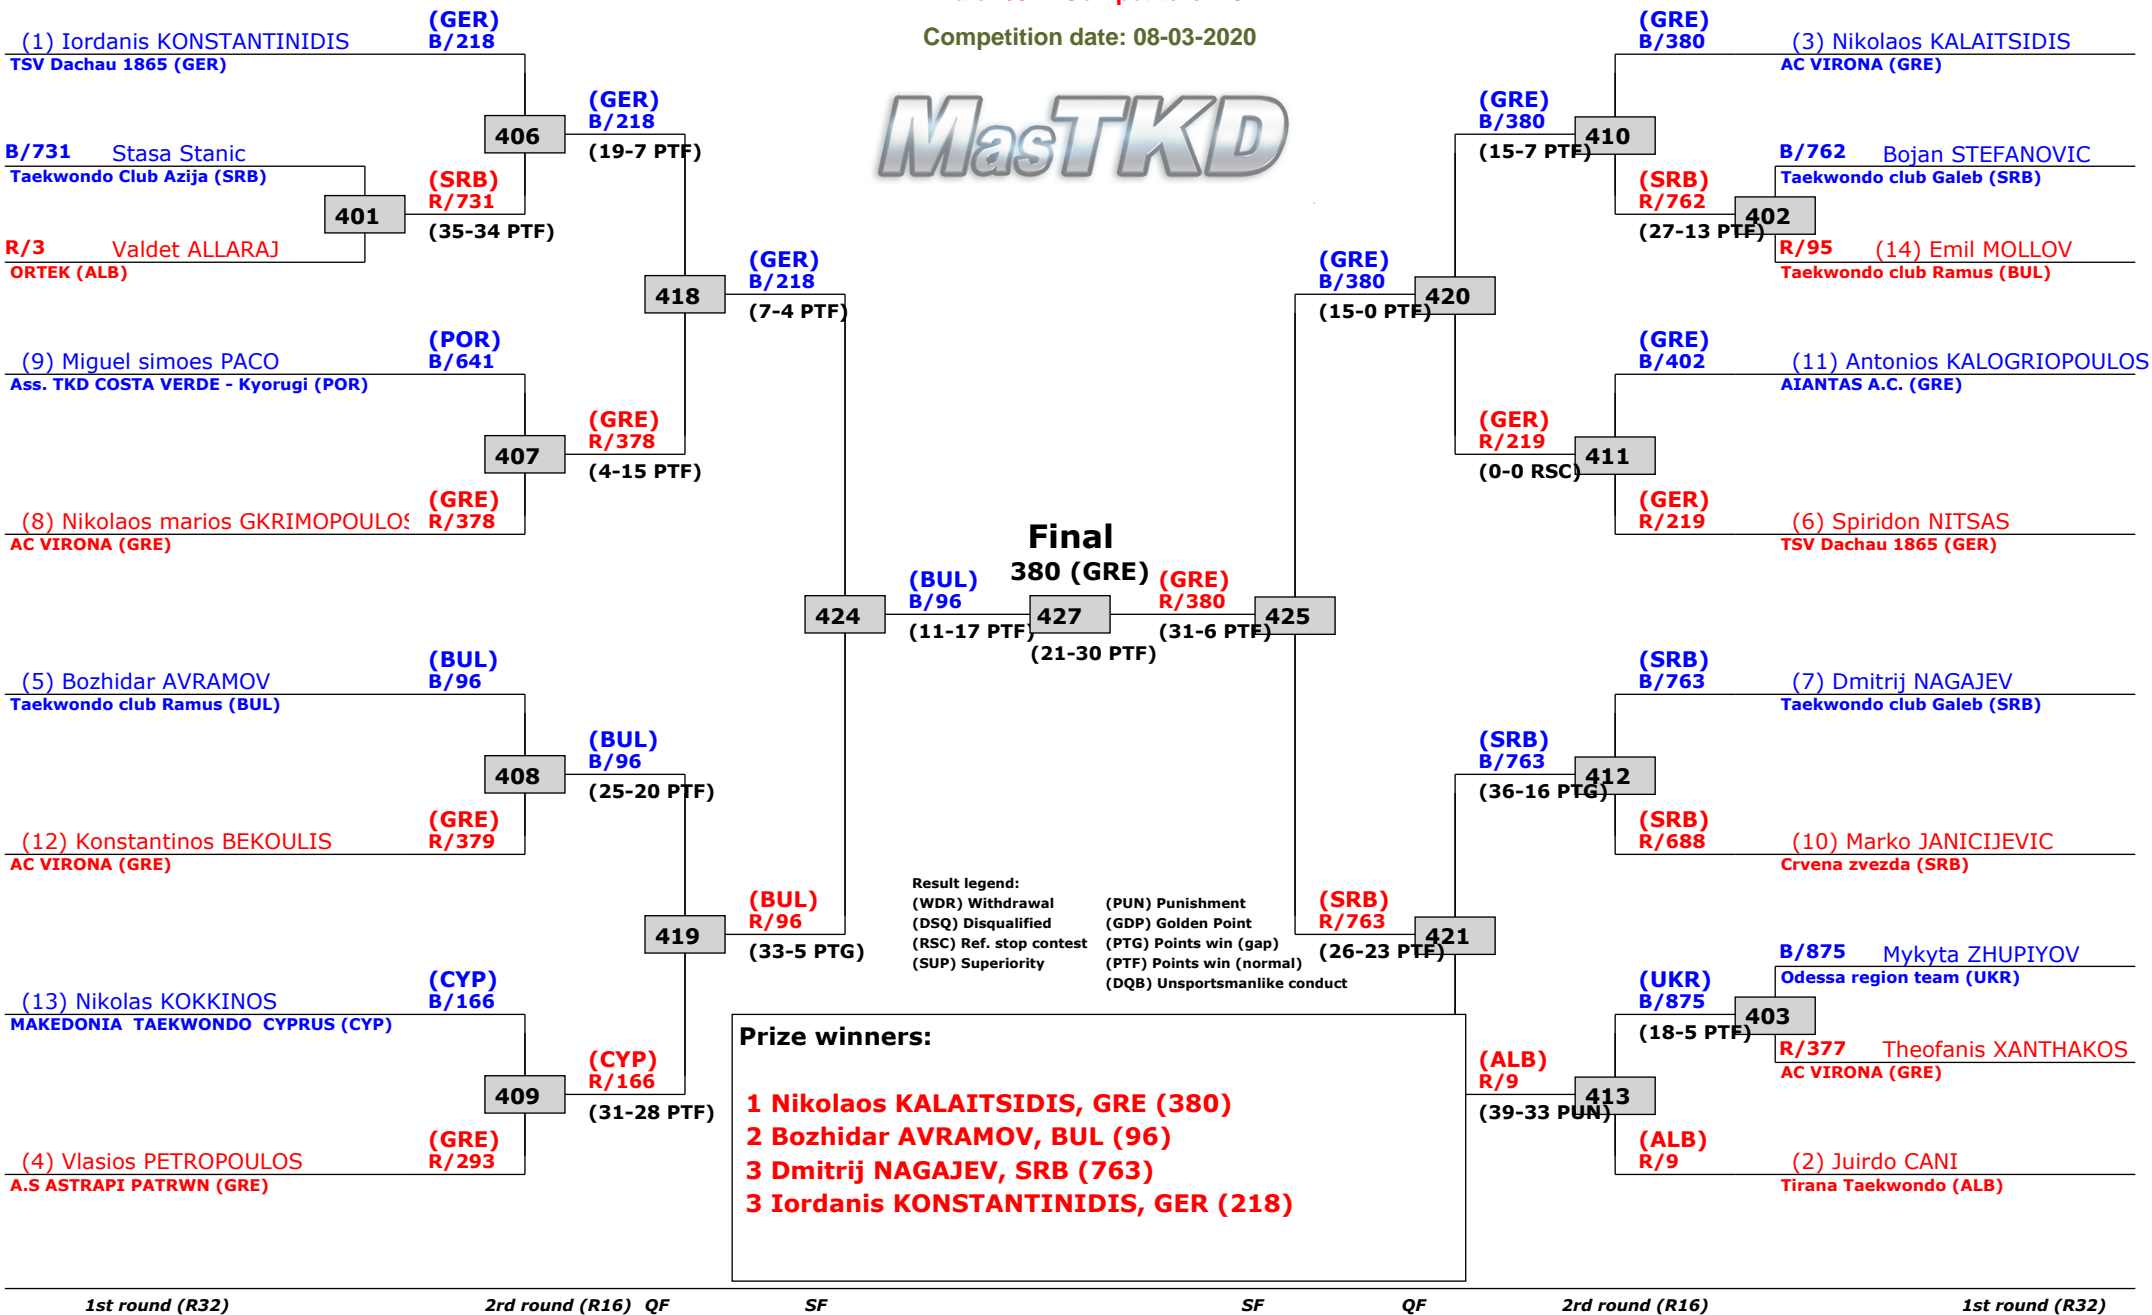 Competition date: 08-03-2020
MasTKD
(GER)
(1) Iordanis KONSTANTINIDIS B/218
TSV Dachau 1865 (GER)
(GER)
B/218
406
(19-7 PTF)
B/731 Stasa Stanic
Taekwondo Club Azija (SRB)
(SRB)
R/731
401
(35-34 PTF)
R/3 Valdet ALLARAJ
ORTEK (ALB)
(GER)
B/218
418
(7-4 PTF)
(POR)
(9) Miguel simoes PACO B/641
Ass. TKD COSTA VERDE - Kyorugi (POR)
(GRE)
R/378
407
(4-15 PTF)
(GRE)
(8) Nikolaos marios GKRIMOPOULOS R/378
AC VIRONA (GRE)
(BUL)
B/96
424
(11-17 PTF)
(BUL)
(5) Bozhidar AVRAMOV B/96
Taekwondo club Ramus (BUL)
(BUL)
B/96
408
(25-20 PTF)
(GRE)
(12) Konstantinos BEKOULIS R/379
AC VIRONA (GRE)
(BUL)
R/96
419
(33-5 PTG)
(CYP)
(13) Nikolas KOKKINOS B/166
MAKEDONIA TAEKWONDO CYPRUS (CYP)
(CYP)
R/166
409
(31-28 PTF)
(GRE)
(4) Vlasios PETROPOULOS R/293
A.S ASTRAPI PATRWN (GRE)
Final
380 (GRE)
427
(21-30 PTF)
(GRE)
R/380
425
(31-6 PTF)
(GRE)
B/380 (3) Nikolaos KALAITSIDIS
AC VIRONA (GRE)
(GRE)
B/380
410
(15-7 PTF)
B/762 Bojan STEFANOVIC
Taekwondo club Galeb (SRB)
(SRB)
R/762
402
(27-13 PTF)
R/95 (14) Emil MOLLOV
Taekwondo club Ramus (BUL)
(GRE)
B/380
420
(15-0 PTF)
(GRE)
B/402 (11) Antonios KALOGRIOPOULOS
AIANTAS A.C. (GRE)
(GER)
R/219
411
(0-0 RSC)
(GER)
R/219 (6) Spiridon NITSAS
TSV Dachau 1865 (GER)
(SRB)
B/763 (7) Dmitrij NAGAJEV
Taekwondo club Galeb (SRB)
(SRB)
B/763
412
(36-16 PTG)
(SRB)
R/688 (10) Marko JANICIJEVIC
Crvena zvezda (SRB)
(SRB)
R/763
421
(26-23 PTF)
B/875 Mykyta ZHUPIYOV
Odessa region team (UKR)
(UKR)
B/875
403
(18-5 PTF)
R/377 Theofanis XANTHAKOS
AC VIRONA (GRE)
(ALB)
R/9
413
(39-33 PUN)
(ALB)
R/9 (2) Juirdo CANI
Tirana Taekwondo (ALB)
Result legend:
(WDR) Withdrawal (PUN) Punishment
(DSQ) Disqualified (GDP) Golden Point
(RSC) Ref. stop contest (PTG) Points win (gap)
(SUP) Superiority (PTF) Points win (normal)
(DQB) Unsportsmanlike conduct
Prize winners:
1 Nikolaos KALAITSIDIS, GRE (380)
2 Bozhidar AVRAMOV, BUL (96)
3 Dmitrij NAGAJEV, SRB (763)
3 Iordanis KONSTANTINIDIS, GER (218)
1st round (R32) 2rd round (R16) QF SF SF QF 2rd round (R16) 1st round (R32)